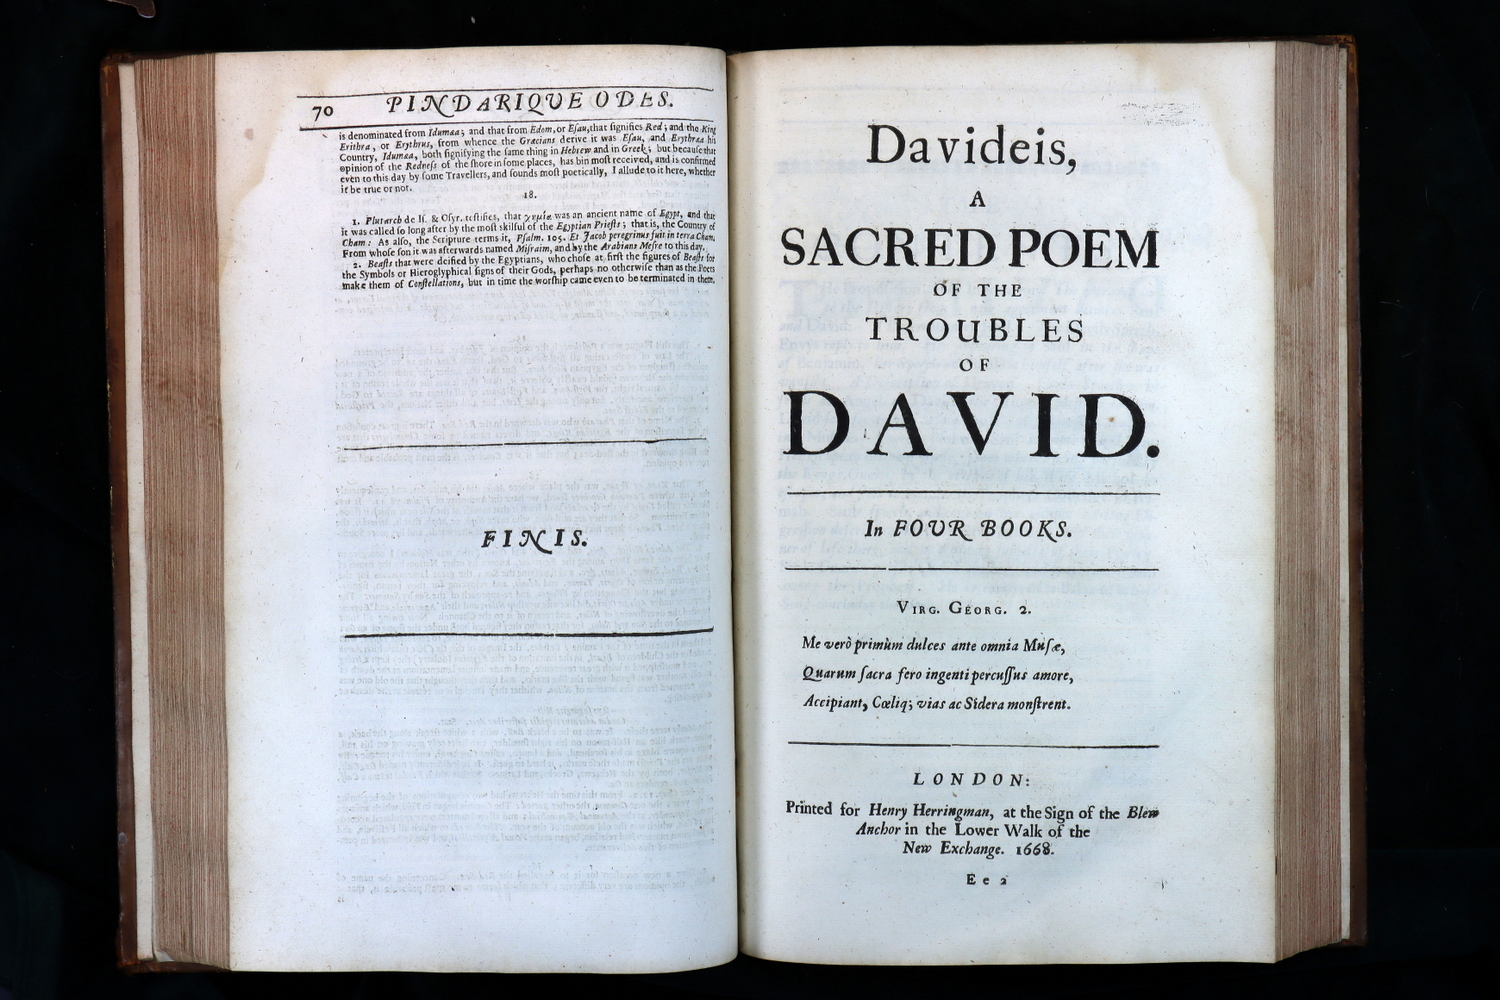 70 PINDARIQUE ODES.
is denominated from Idumæa; and that from Edom, or Eſau, that ſignifies Red; and the King
Erithra, or Erythrus, from whence the Græcians derive it was Eſau, and Erythræa his
Country, Idumæa, both ſignifying the ſame thing in Hebrew and in Greek; but becauſe that
opinion of the Redneſs of the ſhore in ſome places, has bin moſt received, and is confirmed
even to this day by ſome Travellers, and ſounds moſt poetically, I allude to it here, whether
it be true or not.
18.
1. Plutarch de Iſ. & Oſyr. teſtifies, that χημία was an ancient name of Egypt, and that
it was called ſo long after by the moſt skilful of the Egyptian Prieſts; that is, the Country of
Cham: As alſo, the Scripture terms it, Pſalm. 105. Et Jacob peregrinus fuit in terra Cham.
From whoſe ſon it was afterwards named Miſraim, and by the Arabians Meſre to this day.
2. Beaſts that were deified by the Egyptians, who choſe at firſt the figures of Beaſts for
the Symbols or Hieroglyphical ſigns of their Gods, perhaps no otherwiſe than as the Poets
make them of Conſtellations, but in time the worſhip came even to be terminated in them.
FINIS.
Davideis,
A
SACRED POEM
OF THE
TROUBLES
OF
DAVID.
In FOUR BOOKS.
VIRG. GEORG. 2.
Me verò primùm dulces ante omnia Muſæ,
Quarum ſacra fero ingenti percuſſus amore,
Accipiant, Cœliq; vias ac Sidera monſtrent.
LONDON:
Printed for Henry Herringman, at the Sign of the Blew
Anchor in the Lower Walk of the
New Exchange. 1668.
E e 2